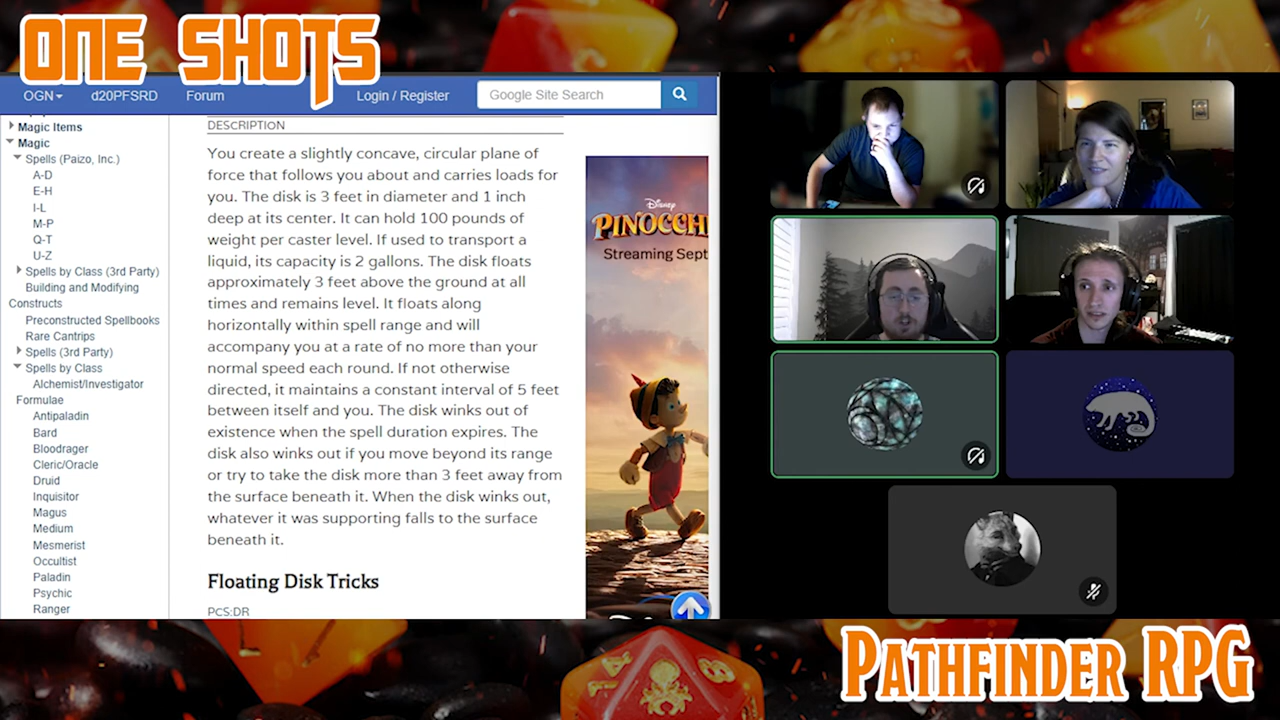 ONE SHOTS
OGN
d20PFSRD
Forum
Login / Register
Google Site Search
Magic Items
Magic
Spells (Paizo, Inc.)
A-D
E-H
I-L
M-P
Q-T
U-Z
Spells by Class (3rd Party)
Building and Modifying
Constructs
Preconstructed Spellbooks
Rare Cantrips
Spells (3rd Party)
Spells by Class
Alchemist/Investigator
Formulae
Antipaladin
Bard
Bloodrager
Cleric/Oracle
Druid
Inquisitor
Magus
Medium
Mesmerist
Occultist
Paladin
Psychic
Ranger
DESCRIPTION
You create a slightly concave, circular plane of
force that follows you about and carries loads for
you. The disk is 3 feet in diameter and 1 inch
deep at its center. It can hold 100 pounds of
weight per caster level. If used to transport a
liquid, its capacity is 2 gallons. The disk floats
approximately 3 feet above the ground at all
times and remains level. It floats along
horizontally within spell range and will
accompany you at a rate of no more than your
normal speed each round. If not otherwise
directed, it maintains a constant interval of 5 feet
between itself and you. The disk winks out of
existence when the spell duration expires. The
disk also winks out if you move beyond its range
or try to take the disk more than 3 feet away from
the surface beneath it. When the disk winks out,
whatever it was supporting falls to the surface
beneath it.
Floating Disk Tricks
PCS:DR
Disney
PINOCCH
Streaming Sept
PATHFINDER RPG